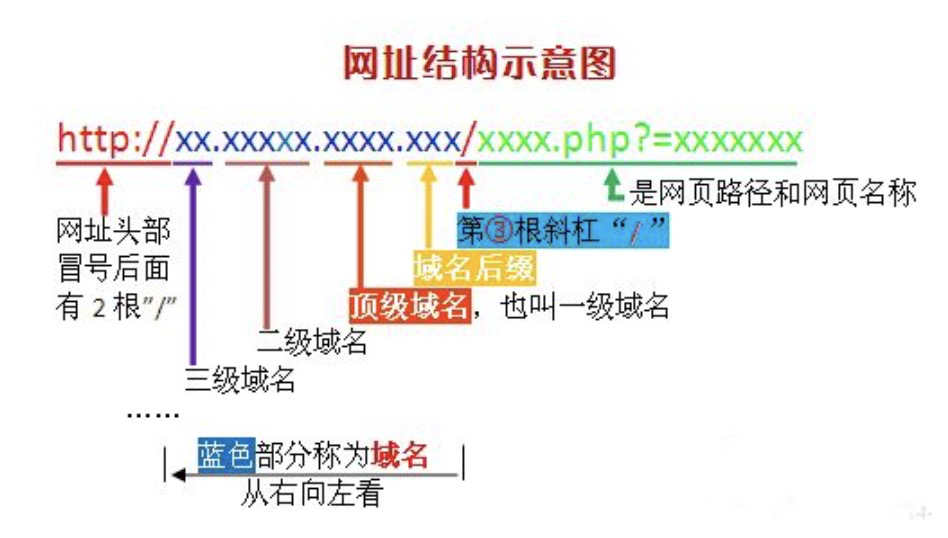 网址结构示意图
http://xx.xxxxx.xxxx.xxx/xxxx.php?=xxxxxxx
是网页路径和网页名称
网址头部
冒号后面
有2根"/"
第③根斜杠“/”
域名后缀
顶级域名，也叫一级域名
二级域名
三级域名
……
蓝色部分称为域名
从右向左看